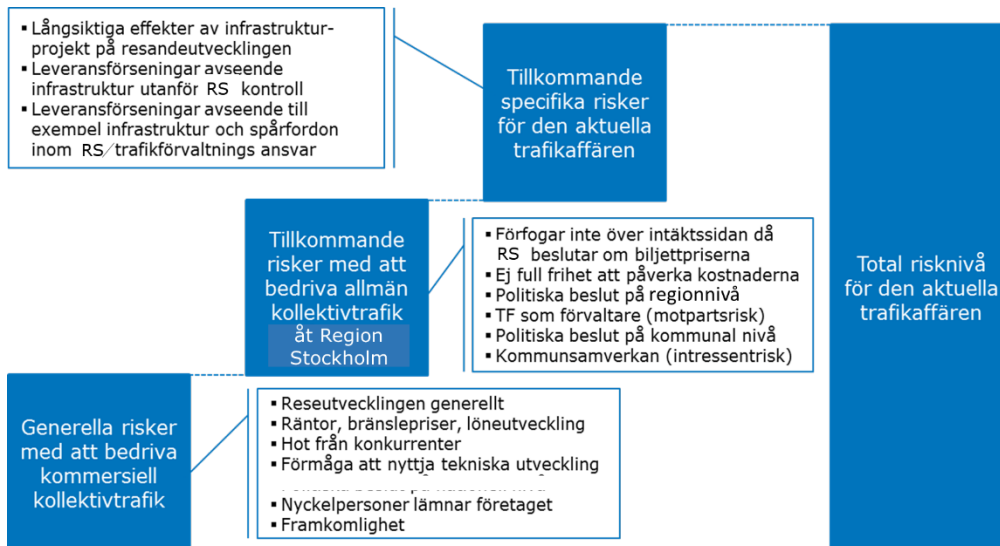 ▪ Långsiktiga effekter av infrastruktur-
projekt på resandeutvecklingen
▪ Leveransförseningar avseende
infrastruktur utanför RS kontroll
▪ Leveransförseningar avseende till
exempel infrastruktur och spårfordon
inom RS/trafikförvaltnings ansvar
Tillkommande
specifika risker
för den aktuella
trafikaffären
Tillkommande
risker med att
bedriva allmän
kollektivtrafik
åt Region
Stockholm
▪ Förfogar inte över intäktssidan då
RS beslutar om biljettpriserna
▪ Ej full frihet att påverka kostnaderna
▪ Politiska beslut på regionnivå
▪ TF som förvaltare (motpartsrisk)
▪ Politiska beslut på kommunal nivå
▪ Kommunsamverkan (intressentrisk)
Total risknivå
för den aktuella
trafikaffären
Generella risker
med att bedriva
kommersiell
kollektivtrafik
▪ Reseutvecklingen generellt
▪ Räntor, bränslepriser, löneutveckling
▪ Hot från konkurrenter
▪ Förmåga att nyttja tekniska utveckling
▪ Nyckelpersoner lämnar företaget
▪ Framkomlighet